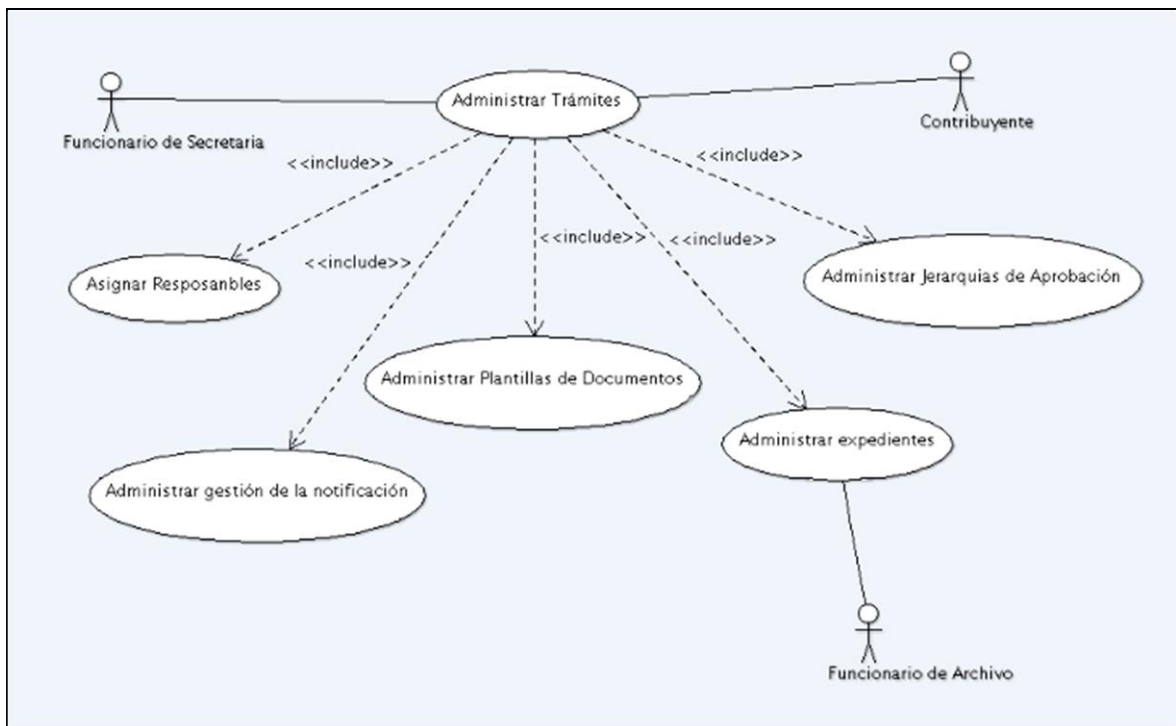 Administrar Trámites
Funcionario de Secretaria
Contribuyente
<<include>>
<<include>>
<<include>>
<<include>>
<<include>>
Asignar Resposanbles
Administrar Jerarquias de Aprobación
Administrar Plantillas de Documentos
Administrar expedientes
Administrar gestión de la notificación
Funcionario de Archivo